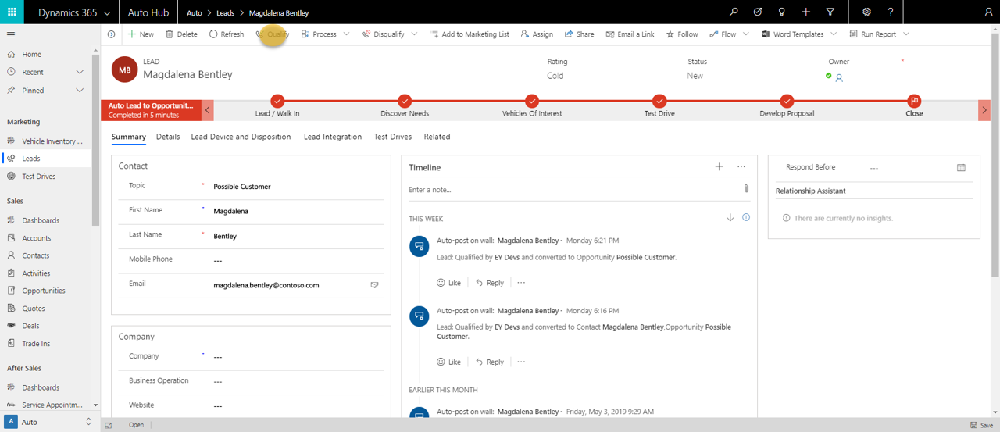 Dynamics 365
Auto Hub
Auto > Leads > Magdalena Bentley
New
Delete
Refresh
Qualify
Process
Disqualify
Add to Marketing List
Assign
Share
Email a Link
Follow
Flow
Word Templates
Run Report
Home
Recent
Pinned
Marketing
Vehicle Inventory ...
Leads
Test Drives
Sales
Dashboards
Accounts
Contacts
Activities
Opportunities
Quotes
Deals
Trade Ins
After Sales
Dashboards
Service Appointm...
A Auto
MB
LEAD
Magdalena Bentley
Rating
Cold
Status
New
Owner
*
Auto Lead to Opportunit...
Completed in 5 minutes
Lead / Walk In
Discover Needs
Vehicles Of Interest
Test Drive
Develop Proposal
Close
Summary
Details
Lead Device and Disposition
Lead Integration
Test Drives
Related
Contact
Topic * Possible Customer
First Name Magdalena
Last Name * Bentley
Mobile Phone ---
Email magdalena.bentley@contoso.com
Company
Company ---
Business Operation ---
Website ---
Timeline
Enter a note...
THIS WEEK
Auto-post on wall: Magdalena Bentley - Monday 6:21 PM
Lead: Qualified by EY Devs and converted to Opportunity Possible Customer.
Like Reply ...
Auto-post on wall: Magdalena Bentley - Monday 6:16 PM
Lead: Qualified by EY Devs and converted to Contact Magdalena Bentley,Opportunity Possible
Customer.
Like Reply ...
EARLIER THIS MONTH
Auto-post on wall: Magdalena Bentley - Friday, May 3, 2019 9:29 AM
Respond Before ---
Relationship Assistant
There are currently no insights.
Open
Save